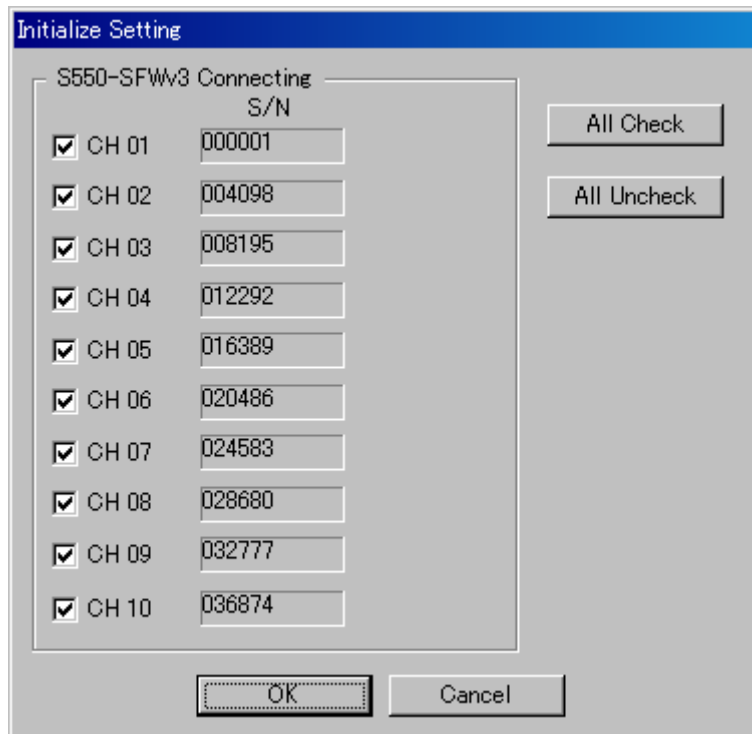 Initialize Setting
S550-SFWv3 Connecting
S/N
All Check
CH 01 000001
All Uncheck
CH 02 004098
CH 03 008195
CH 04 012292
CH 05 016389
CH 06 020486
CH 07 024583
CH 08 028680
CH 09 032777
CH 10 036874
OK Cancel